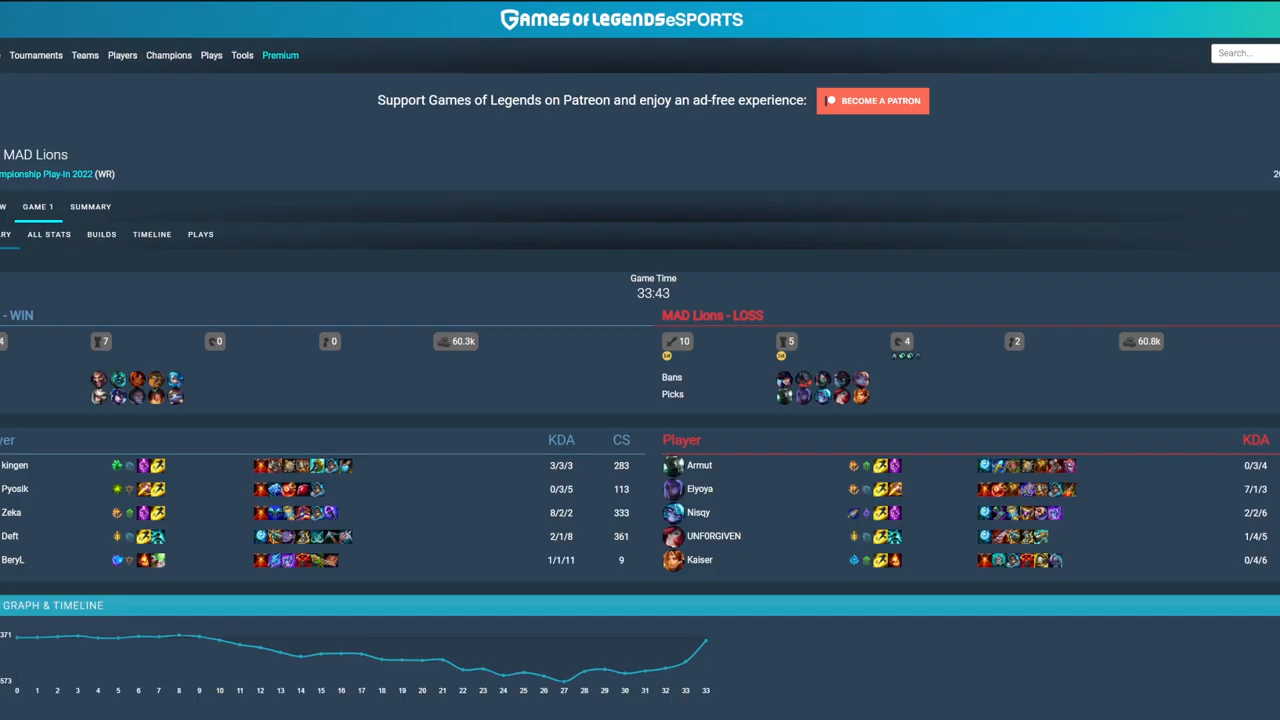 GAMES OF LEGENDS eSPORTS
Tournaments Teams Players Champions Plays Tools Premium
Search...
Support Games of Legends on Patreon and enjoy an ad-free experience: BECOME A PATRON
MAD Lions
mpionship Play-In 2022 (WR)
W GAME 1 SUMMARY
RY ALL STATS BUILDS TIMELINE PLAYS
Game Time
33:43
- WIN MAD Lions - LOSS
4 7 0 0 60.3k 10 5 4 2 60.8k
Bans
Picks
yer KDA CS Player KDA
kingen 3/3/3 283 Armut 0/3/4
Pyosik 0/3/5 113 Elyoya 7/1/3
Zeka 8/2/2 333 Nisqy 2/2/6
Deft 2/1/8 361 UNF0RGIVEN 1/4/5
BeryL 1/1/11 9 Kaiser 0/4/6
GRAPH & TIMELINE
371
573
0 1 2 3 4 5 6 7 8 9 10 11 12 13 14 15 16 17 18 19 20 21 22 23 24 25 26 27 28 29 30 31 32 33 33